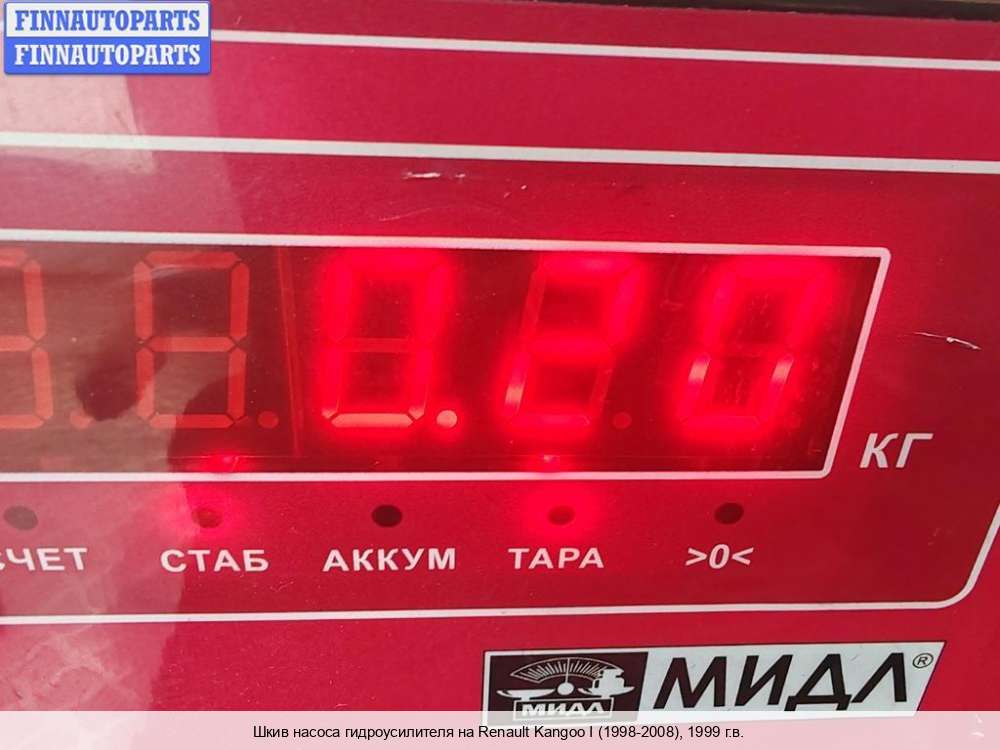 FINNAUTOPARTS
FINNAUTOPARTS
0.20
КГ
СТАБ АККУМ ТАРА >0<
МИДЛ МИДЛ®
Шкив насоса гидроусилителя на Renault Kangoo I (1998-2008), 1999 г.в.